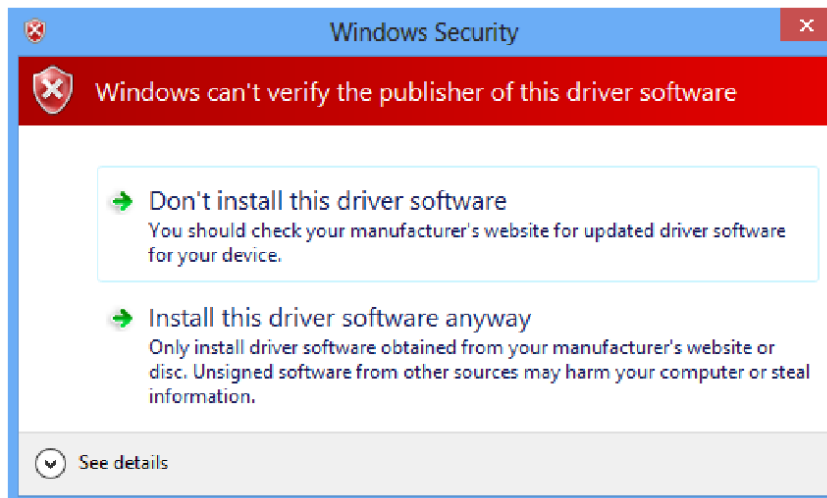 Windows Security
Windows can't verify the publisher of this driver software
Don't install this driver software
You should check your manufacturer's website for updated driver software
for your device.
Install this driver software anyway
Only install driver software obtained from your manufacturer's website or
disc. Unsigned software from other sources may harm your computer or steal
information.
See details